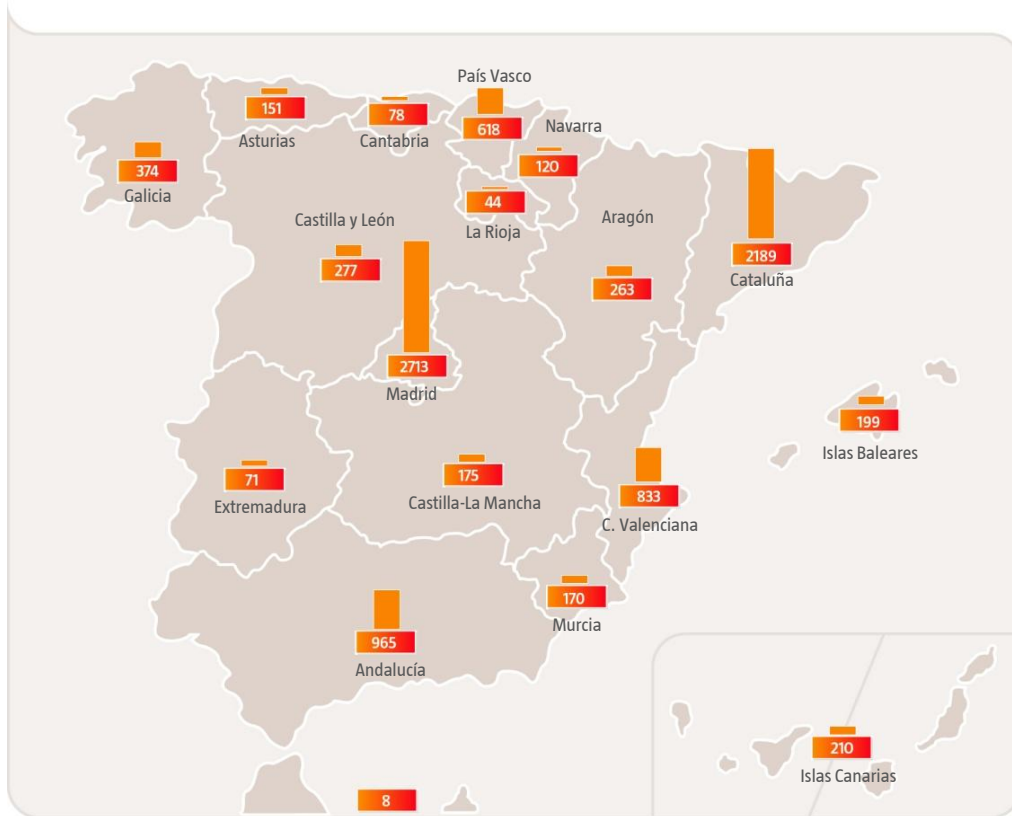 País Vasco
618
Asturias
151
Cantabria
78
Navarra
120
Galicia
374
La Rioja
44
Castilla y León
277
Aragón
263
Cataluña
2189
Madrid
2713
Islas Baleares
199
Extremadura
71
Castilla-La Mancha
175
C. Valenciana
833
Murcia
170
Andalucía
965
Islas Canarias
210
8